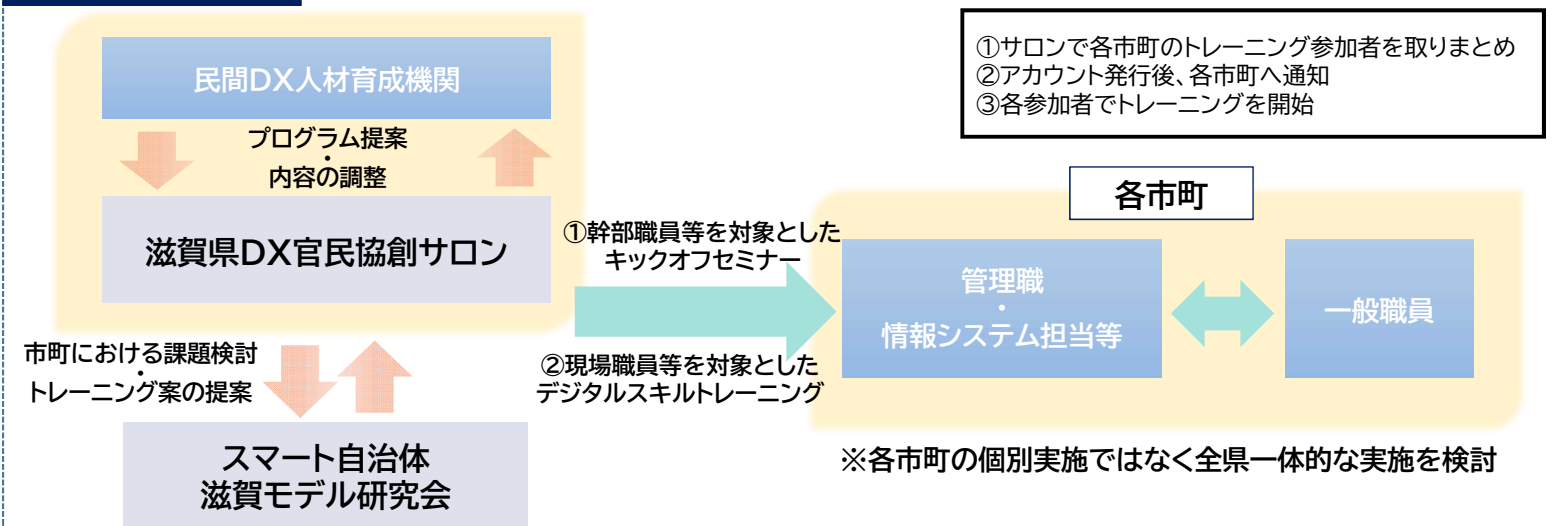 民間DX人材育成機関
プログラム提案
・
内容の調整
滋賀県DX官民協創サロン
市町における課題検討
・
トレーニング案の提案
スマート自治体
滋賀モデル研究会
①幹部職員等を対象とした
キックオフセミナー
②現場職員等を対象とした
デジタルスキルトレーニング
①サロンで各市町のトレーニング参加者を取りまとめ
②アカウント発行後、各市町へ通知
③各参加者でトレーニングを開始
各市町
管理職
・
情報システム担当等
一般職員
※各市町の個別実施ではなく全県一体的な実施を検討